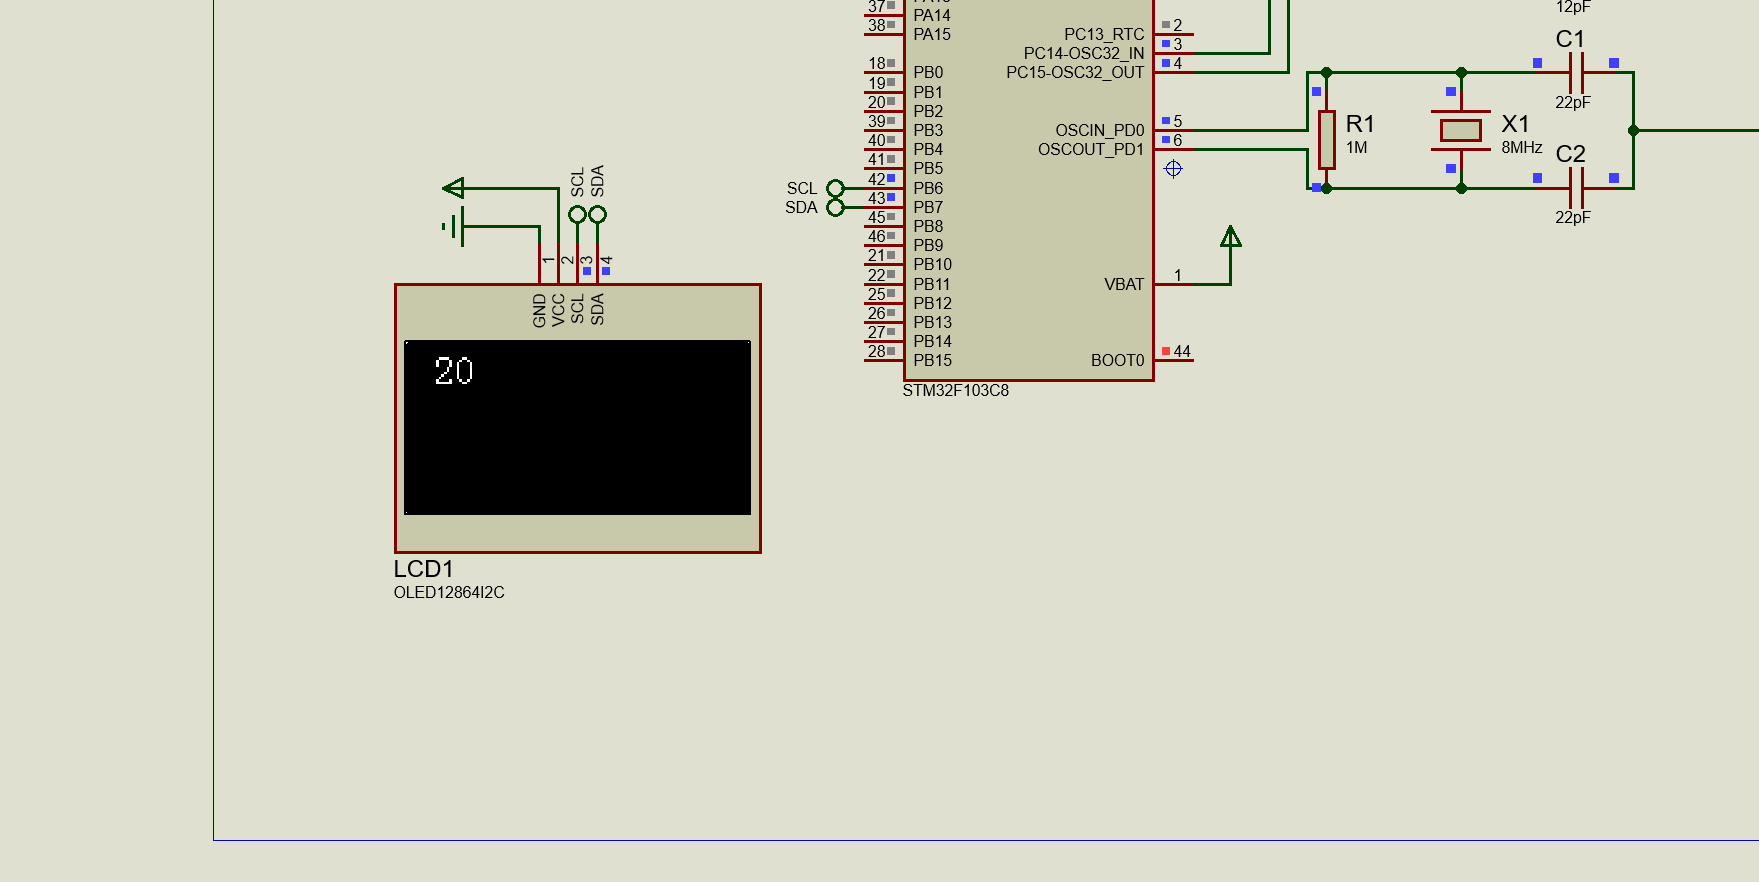 37
PA14
38
PA15
18
PB0
19
PB1
20
PB2
39
PB3
40
PB4
41
PB5
SCL
42
PB6
SDA
43
PB7
45
PB8
46
PB9
21
PB10
22
PB11
25
PB12
26
PB13
27
PB14
28
PB15
PC13_RTC
2
PC14-OSC32_IN
3
PC15-OSC32_OUT
4
OSCIN_PD0
5
OSCOUT_PD1
6
VBAT
1
BOOT0
44
STM32F103C8
12pF
C1
22pF
R1
1M
X1
8MHz
C2
22pF
SCL
SDA
1
2
3
4
GND
VCC
SCL
SDA
20
LCD1
OLED12864I2C